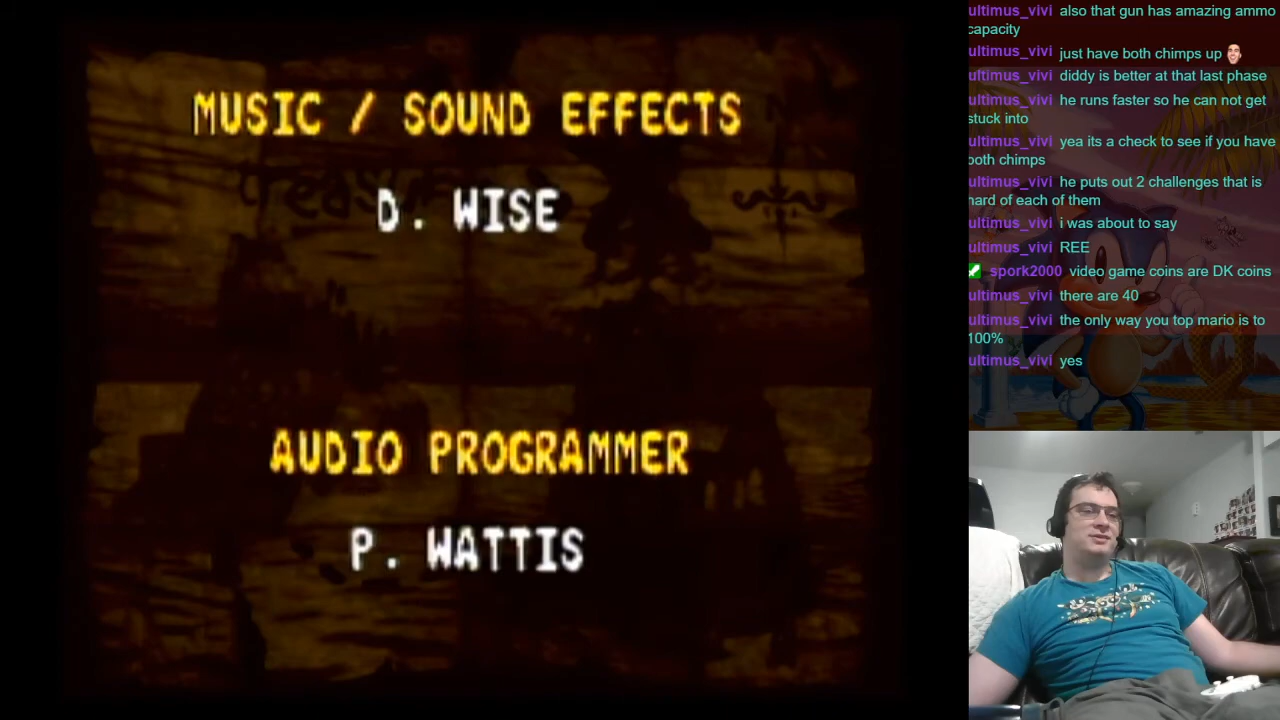 MUSIC / SOUND EFFECTS
D. WISE
AUDIO PROGRAMMER
P. WATTIS
ultimus_vivi also that gun has amazing ammo
capacity
ultimus_vivi just have both chimps up
ultimus_vivi diddy is better at that last phase
ultimus_vivi he runs faster so he can not get
stuck into
ultimus_vivi yea its a check to see if you have
both chimps
ultimus_vivi he puts out 2 challenges that is
hard of each of them
ultimus_vivi i was about to say
ultimus_vivi REE
spork2000 video game coins are DK coins
ultimus_vivi there are 40
ultimus_vivi the only way you top mario is to
100%
ultimus_vivi yes